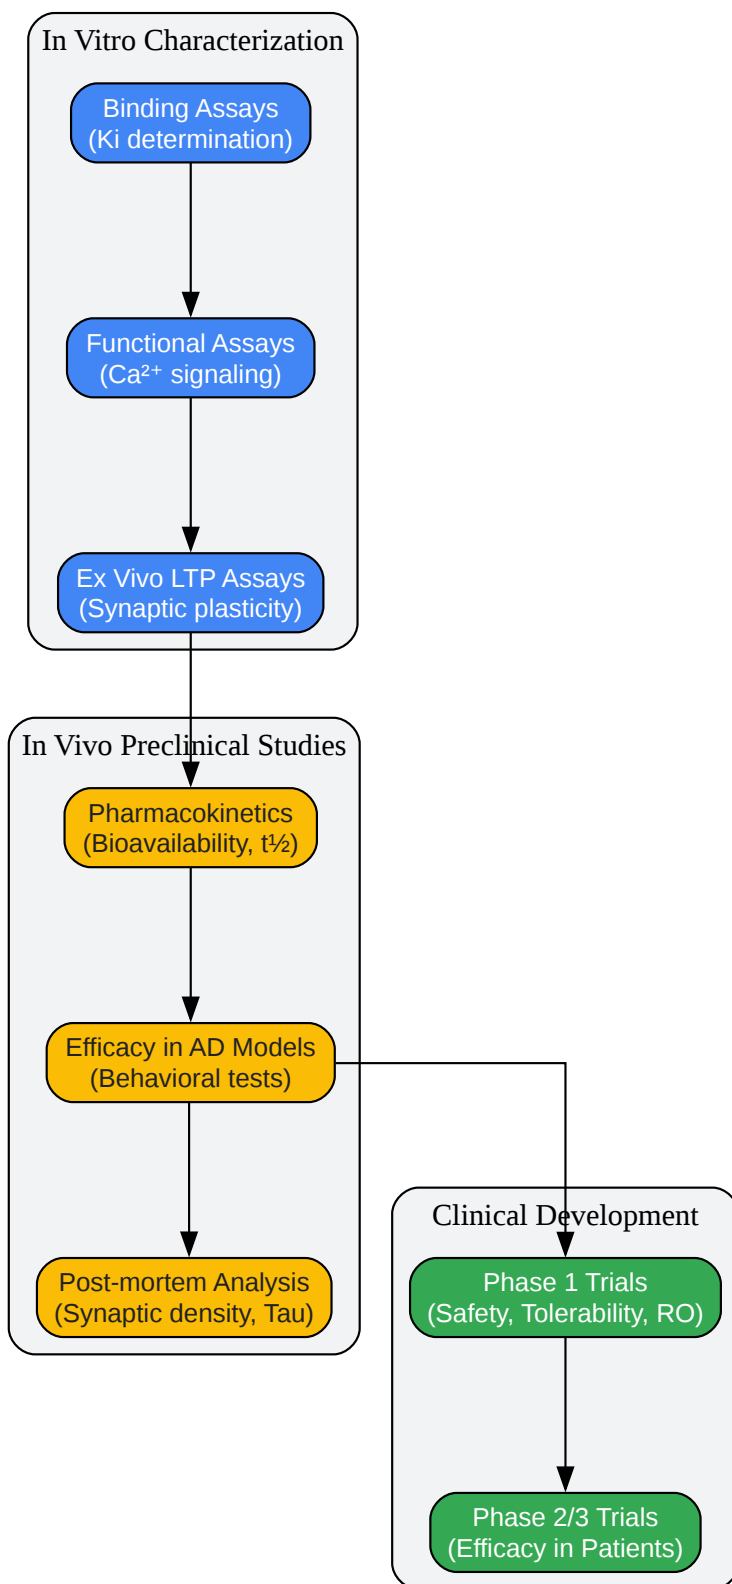 In Vitro Characterization
Binding Assays
(Ki determination)
Functional Assays
(Ca²⁺ signaling)
Ex Vivo LTP Assays
(Synaptic plasticity)
In Vivo Preclinical Studies
Pharmacokinetics
(Bioavailability, t½)
Efficacy in AD Models
(Behavioral tests)
Post-mortem Analysis
(Synaptic density, Tau)
Clinical Development
Phase 1 Trials
(Safety, Tolerability, RO)
Phase 2/3 Trials
(Efficacy in Patients)